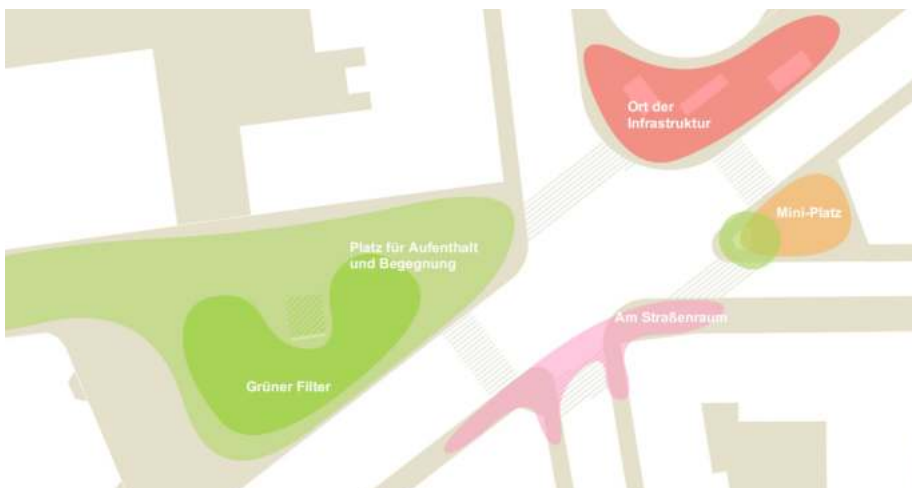 Ort der
Infrastruktur
Mini-Platz
Platz für Aufenthalt
und Begegnung
Am Straßenraum
Grüner Filter